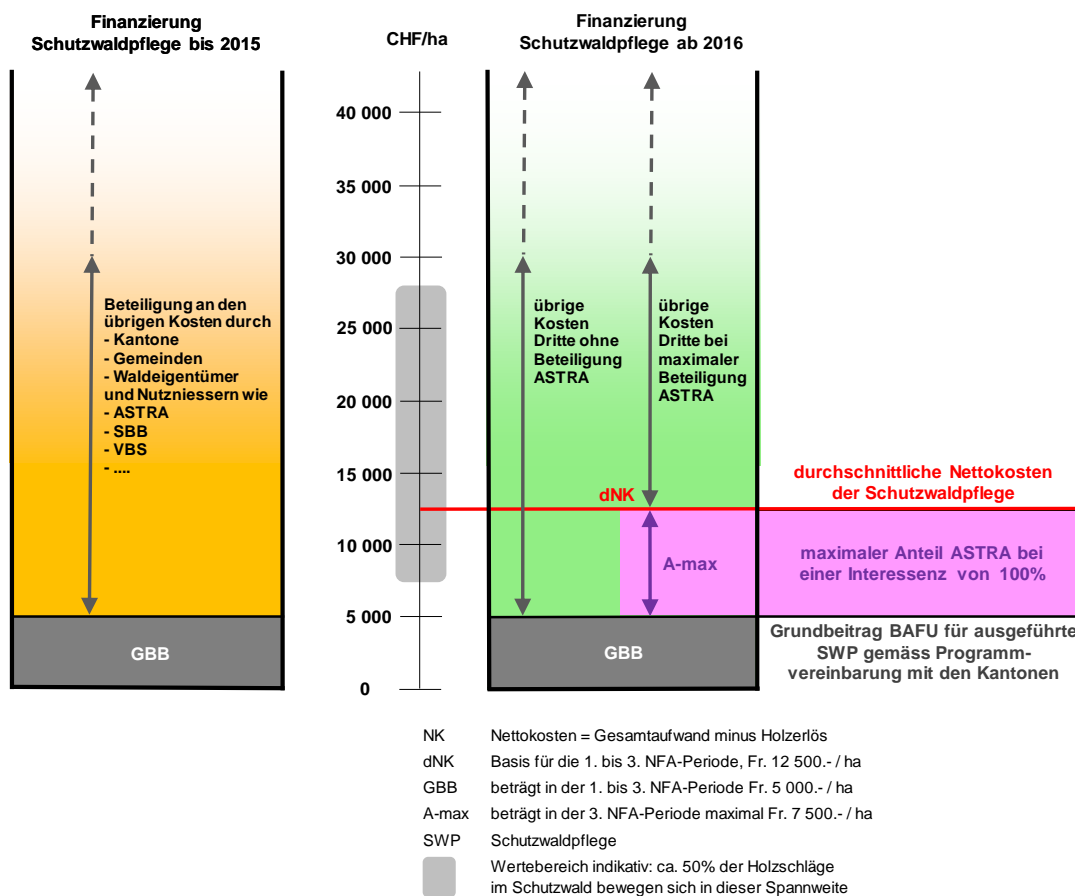 Finanzierung
Schutzwaldpflege bis 2015
CHF/ha
Finanzierung
Schutzwaldpflege ab 2016
40 000
35 000
30 000
25 000
20 000
15 000
10 000
5 000
0
Beteiligung an den
übrigen Kosten durch
- Kantone
- Gemeinden
- Waldeigentümer
und Nutzniessern wie
- ASTRA
- SBB
- VBS
- ....
GBB
übrige
Kosten
Dritte ohne
Beteiligung
ASTRA
übrige
Kosten
Dritte bei
maximaler
Beteiligung
ASTRA
dNK
A-max
GBB
durchschnittliche Nettokosten
der Schutzwaldpflege
maximaler Anteil ASTRA bei
einer Interessenz von 100%
Grundbeitrag BAFU für ausgeführte
SWP gemäss Programm-
vereinbarung mit den Kantonen
NK Nettokosten = Gesamtaufwand minus Holzerlös
dNK Basis für die 1. bis 3. NFA-Periode, Fr. 12 500.- / ha
GBB beträgt in der 1. bis 3. NFA-Periode Fr. 5 000.- / ha
A-max beträgt in der 3. NFA-Periode maximal Fr. 7 500.- / ha
SWP Schutzwaldpflege
Wertebereich indikativ: ca. 50% der Holzschläge
im Schutzwald bewegen sich in dieser Spannweite